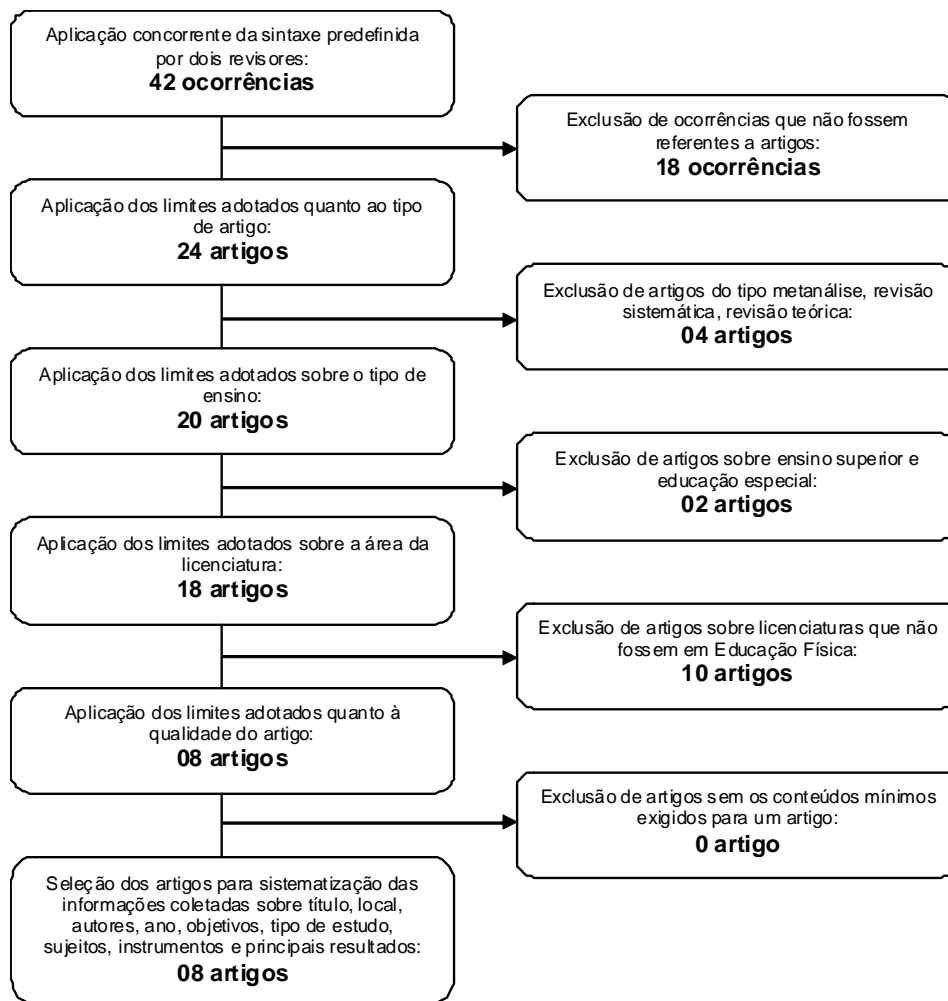 Aplicação concorrente da sintaxe predefinida
por dois revisores:
42 ocorrências
Exclusão de ocorrências que não fossem
referentes a artigos:
18 ocorrências
Aplicação dos limites adotados quanto ao tipo
de artigo:
24 artigos
Exclusão de artigos do tipo metanálise, revisão
sistemática, revisão teórica:
04 artigos
Aplicação dos limites adotados sobre o tipo de
ensino:
20 artigos
Exclusão de artigos sobre ensino superior e
educação especial:
02 artigos
Aplicação dos limites adotados sobre a área da
licenciatura:
18 artigos
Exclusão de artigos sobre licenciaturas que não
fossem em Educação Física:
10 artigos
Aplicação dos limites adotados quanto à
qualidade do artigo:
08 artigos
Exclusão de artigos sem os conteúdos mínimos
exigidos para um artigo:
0 artigo
Seleção dos artigos para sistematização das
informações coletadas sobre título, local,
autores, ano, objetivos, tipo de estudo,
sujeitos, instrumentos e principais resultados:
08 artigos